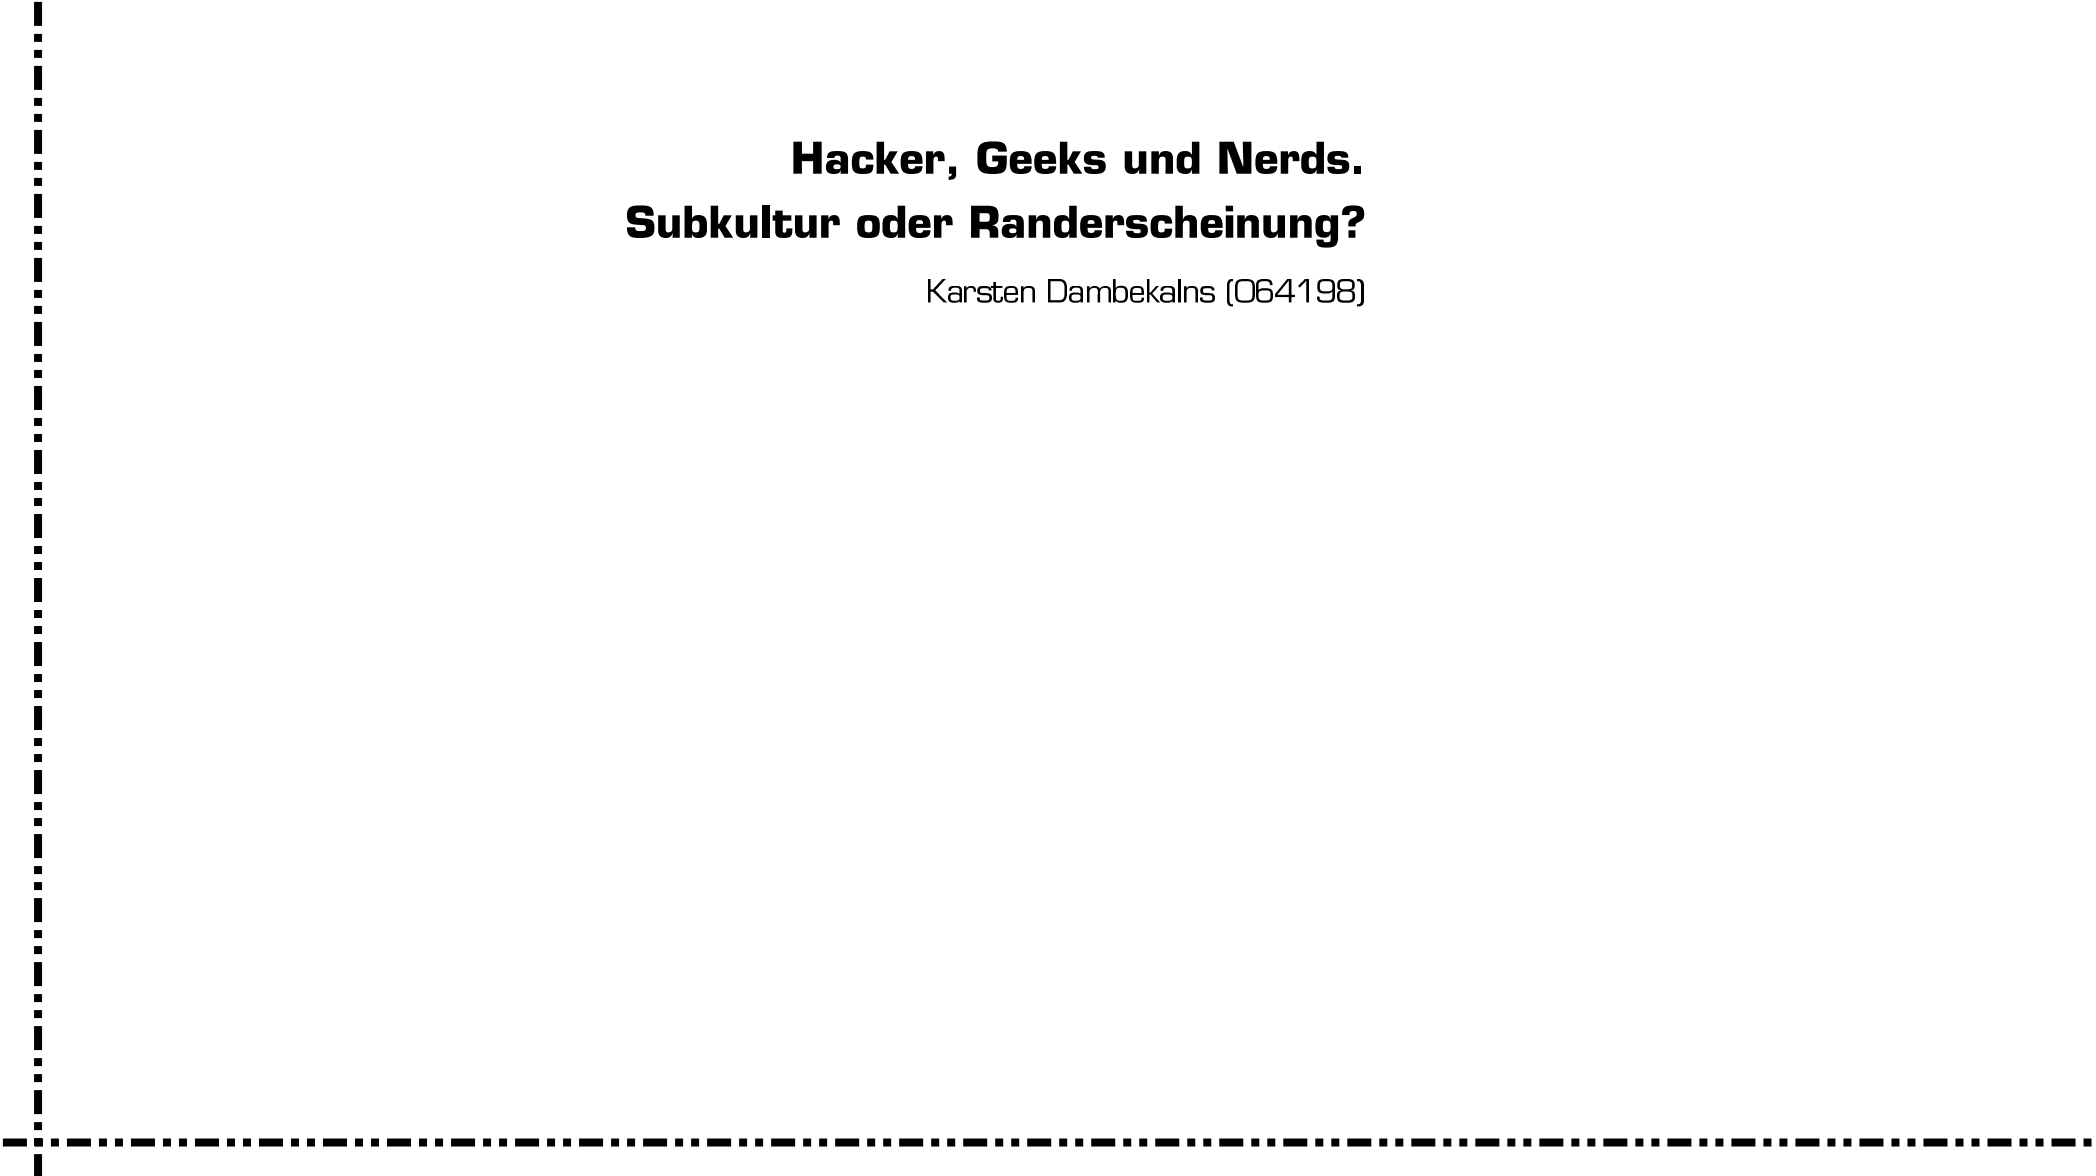 Hacker, Geeks und Nerds.
Subkultur oder Randerscheinung?
Karsten Dambekalns (064198)